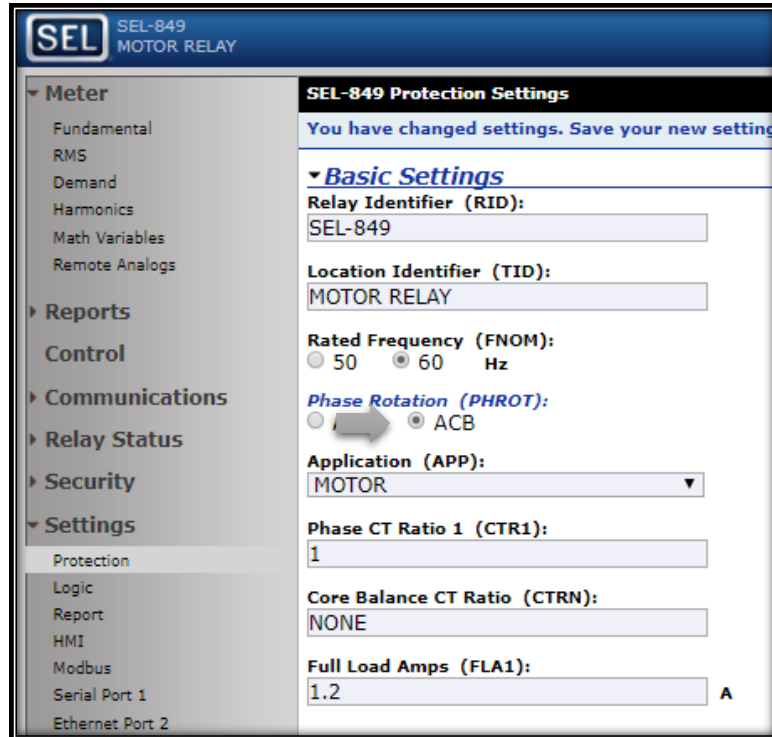 SEL SEL-849
MOTOR RELAY
Meter
Fundamental
RMS
Demand
Harmonics
Math Variables
Remote Analogs
Reports
Control
Communications
Relay Status
Security
Settings
Protection
Logic
Report
HMI
Modbus
Serial Port 1
Ethernet Port 2
SEL-849 Protection Settings
You have changed settings. Save your new setting
Basic Settings
Relay Identifier (RID):
SEL-849
Location Identifier (TID):
MOTOR RELAY
Rated Frequency (FNOM):
50 60 Hz
Phase Rotation (PHROT):
ACB
Application (APP):
MOTOR
Phase CT Ratio 1 (CTR1):
1
Core Balance CT Ratio (CTRN):
NONE
Full Load Amps (FLA1):
1.2 A